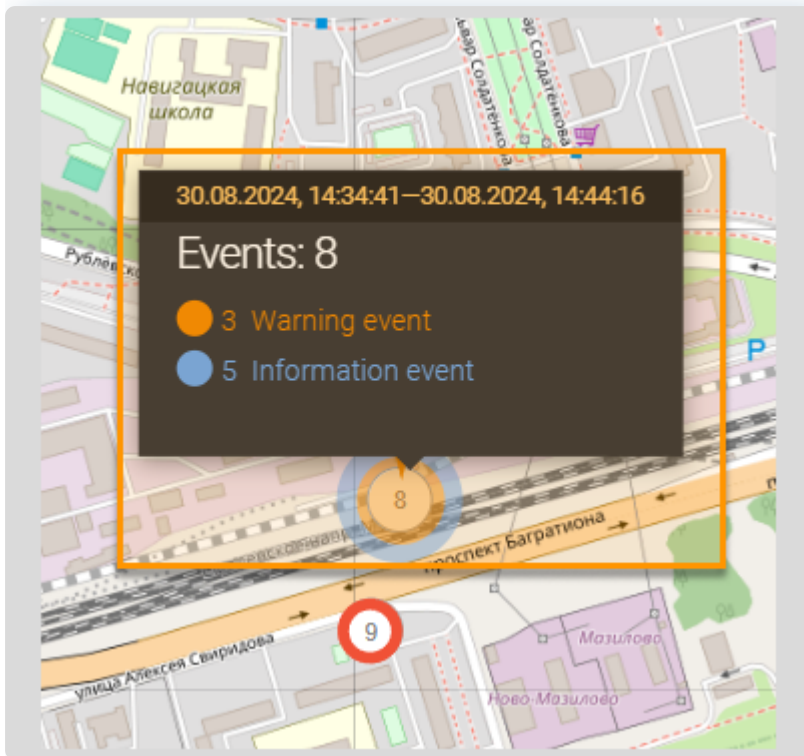 Навигацкая
школа
ар Солдатёнкова
30.08.2024, 14:34:41—30.08.2024, 14:44:16
Events: 8
3 Warning event
5 Information event
P
8
проспект Багратиона
9
улица Алексея Свиридова
Мазилово
Ново-Мазилово